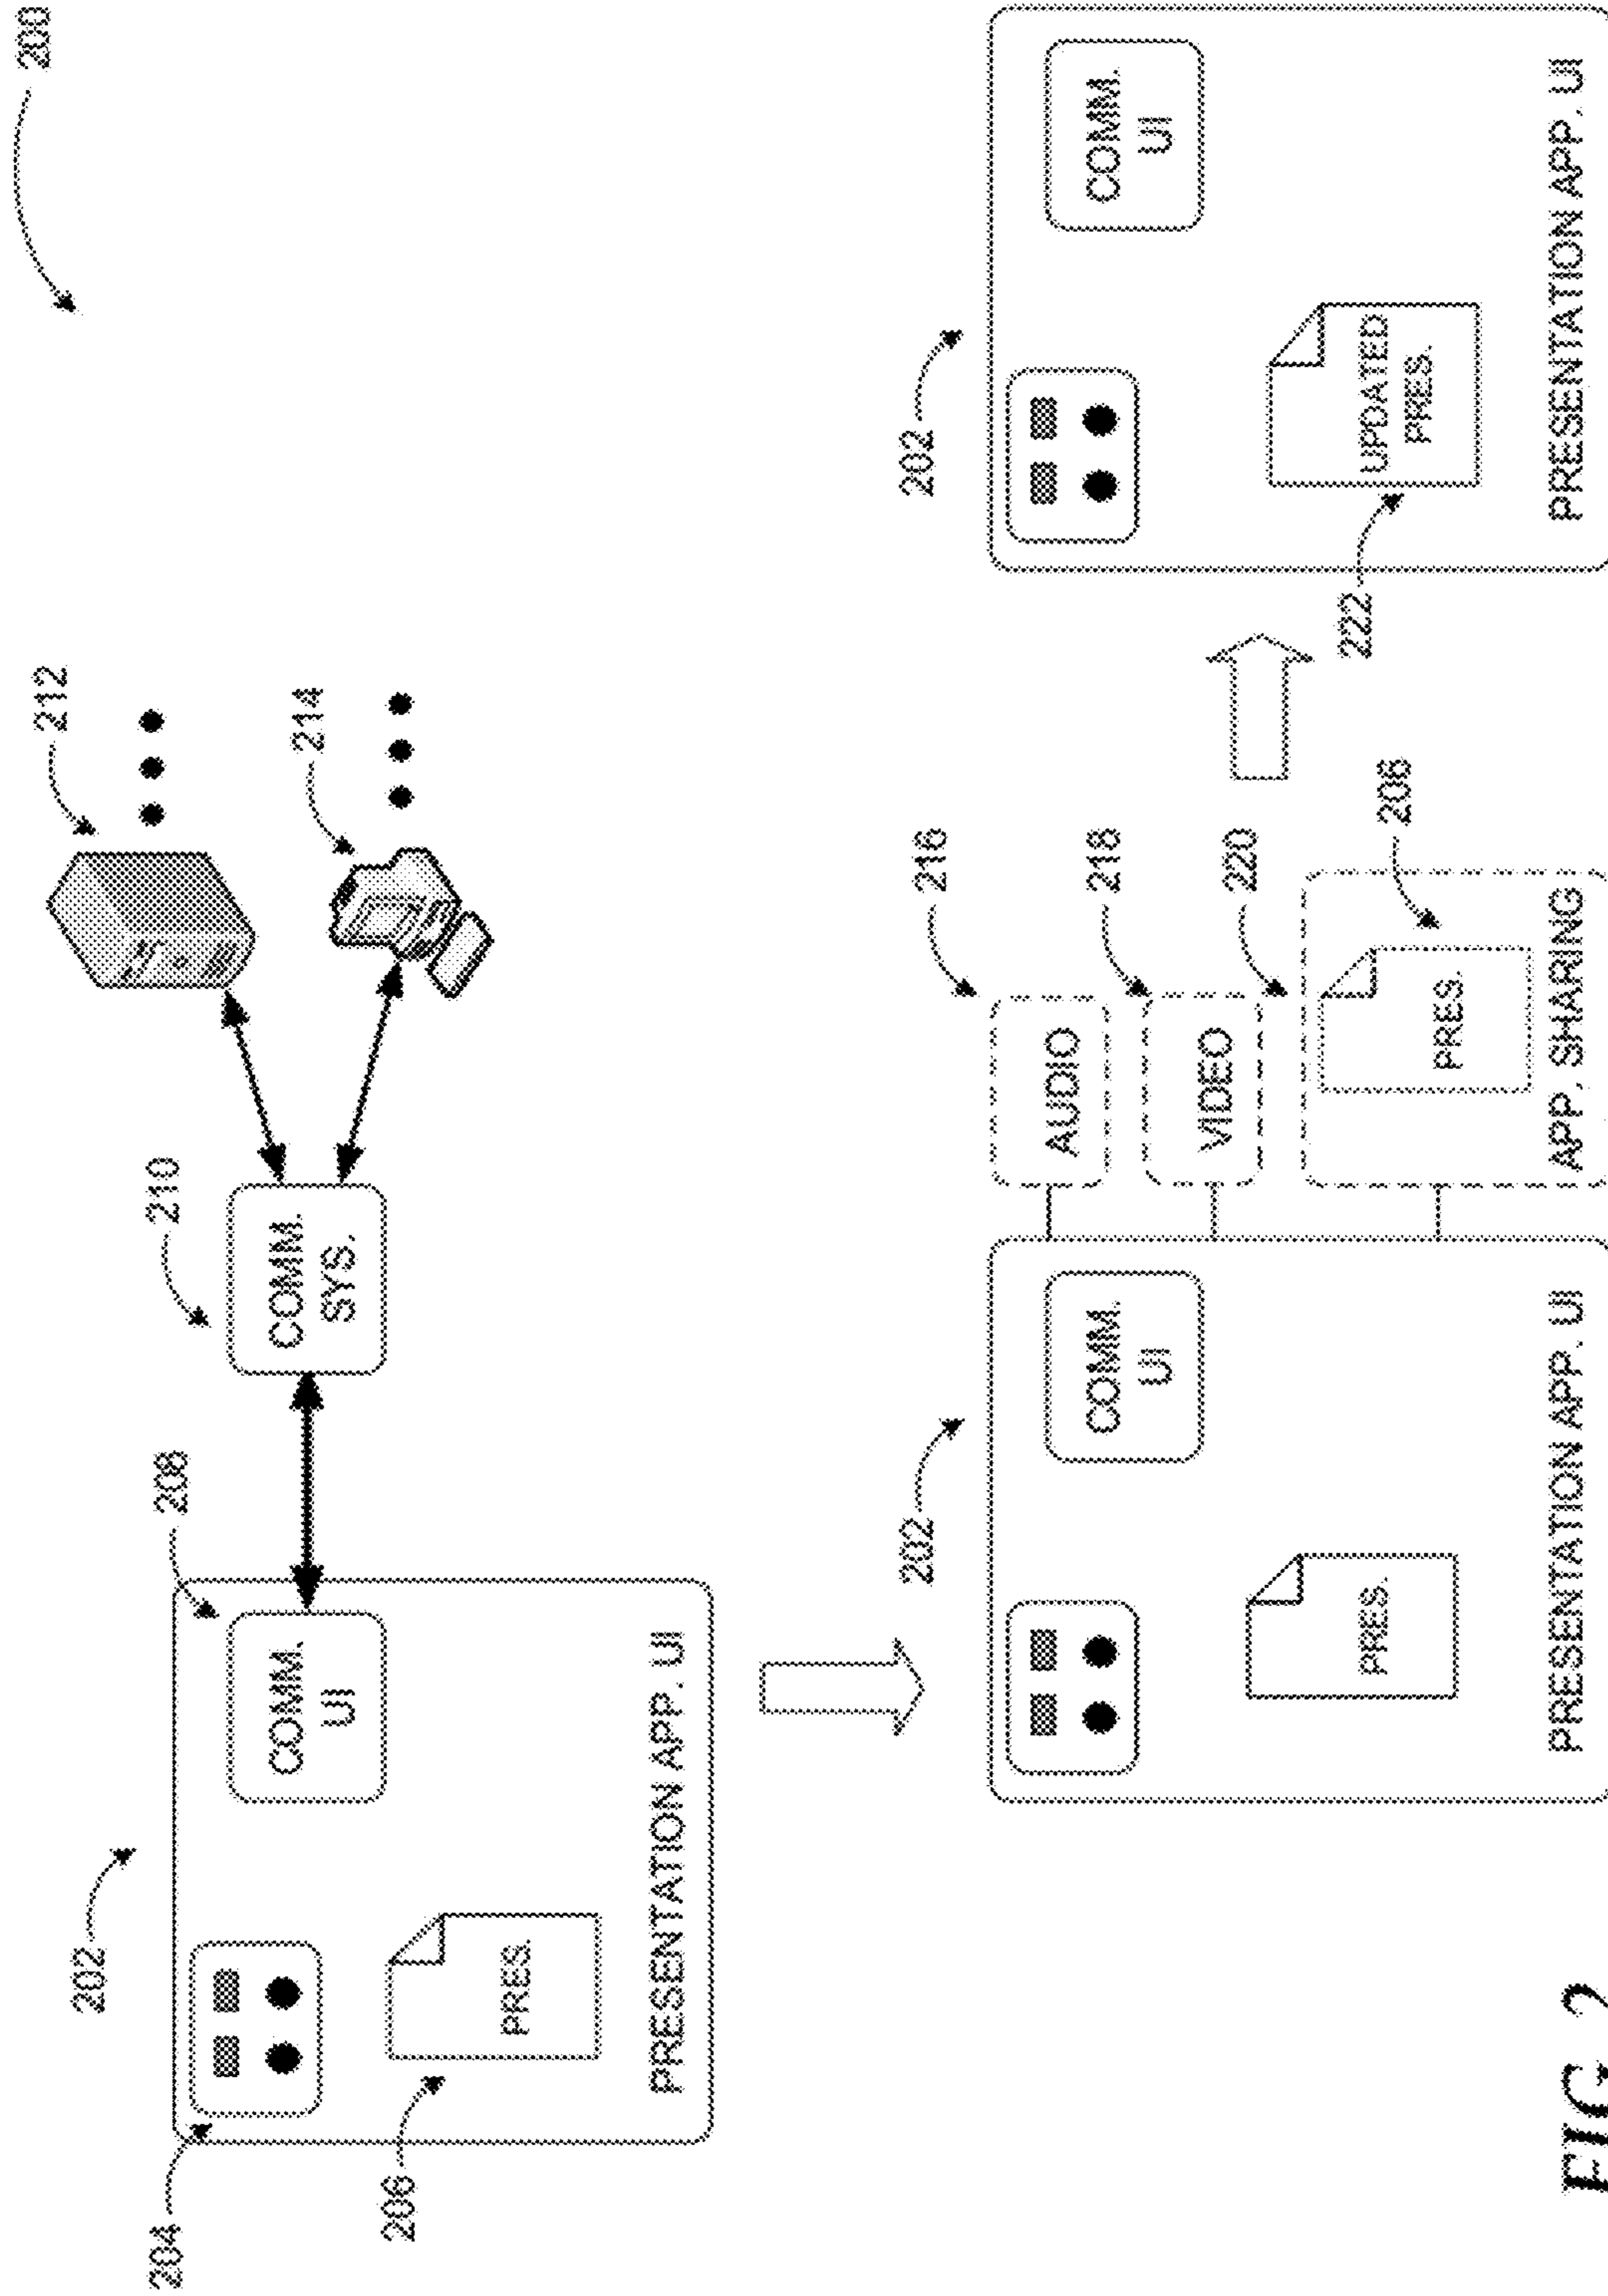 200
202
204
206
COMM.
UI
208
PRESENTATION APP. UI
COMM.
SYS.
210
212
214
202
COMM.
UI
PRES.
PRESENTATION APP. UI
AUDIO
216
VIDEO
218
220
PRES.
206
APP. SHARING
202
COMM.
UI
UPDATED
PRES.
222
PRESENTATION APP. UI
PRES.
FIG. 2